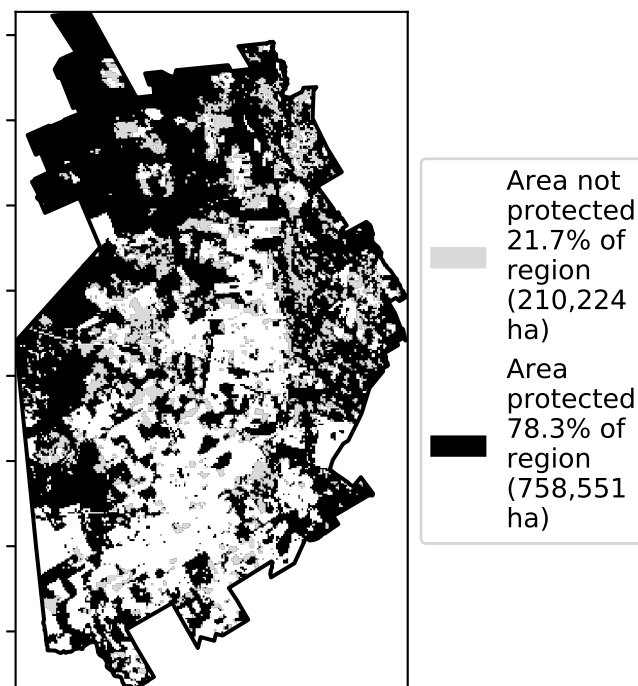 Area not
protected
21.7% of
region
(210,224
ha)
Area
protected
78.3% of
region
(758,551
ha)